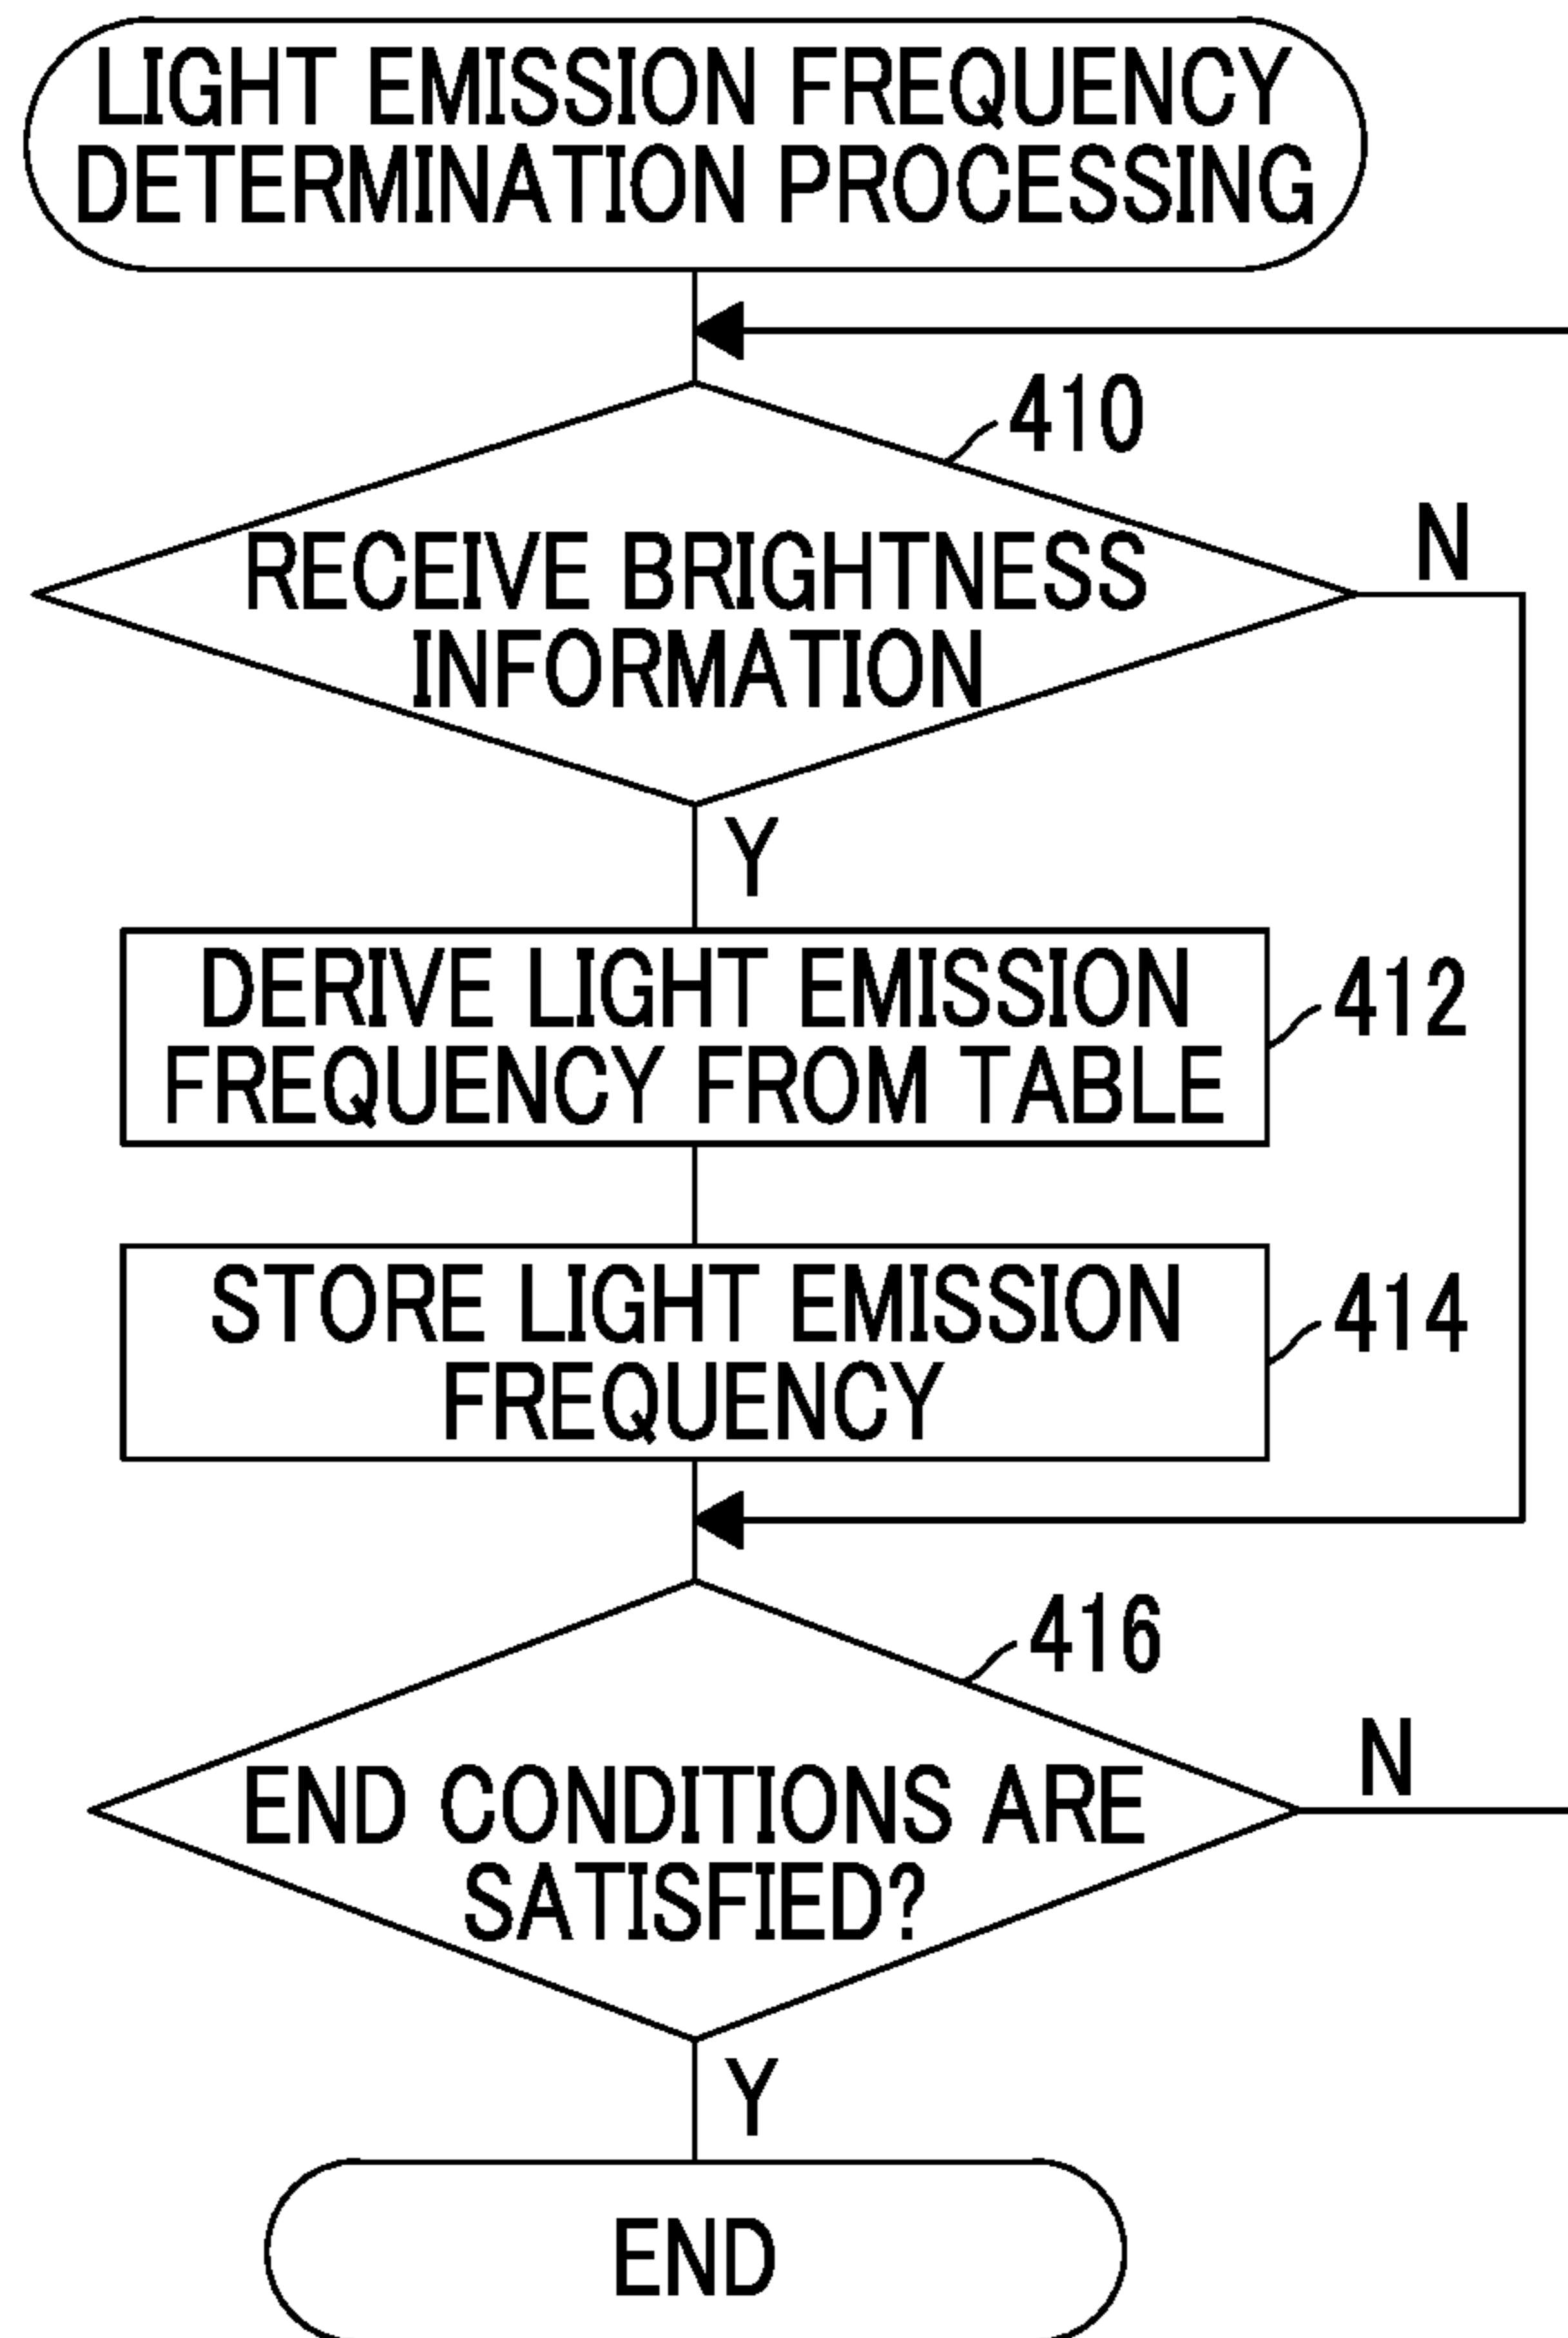 LIGHT EMISSION FREQUENCY
DETERMINATION PROCESSING
410
RECEIVE BRIGHTNESS
INFORMATION
N
Y
DERIVE LIGHT EMISSION
FREQUENCY FROM TABLE
412
STORE LIGHT EMISSION
FREQUENCY
414
416
END CONDITIONS ARE
SATISFIED?
N
Y
END